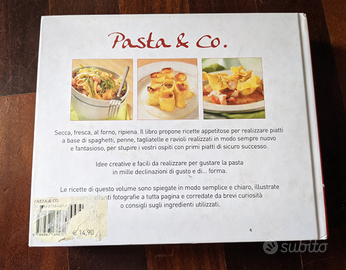 Pasta & Co.
Secca, fresca, al forno, ripiena. Il libro propone ricette appetitose per realizzare piatti
a base di spaghetti, penne, tagliatelle e ravioli realizzati in modo sempre nuovo
e fantasioso, per stupire i vostri ospiti con primi piatti di sicuro successo.
Idee creative e facili da realizzare per gustare la pasta
in mille declinazioni di gusto e di... forma.
Le ricette di questo volume sono spiegate in modo semplice e chiaro, illustrate
fotografie a tutta pagina e corredate da brevi curiosità
o consigli sugli ingredienti utilizzati.
PASTA & CO.
€ 14,90
subito